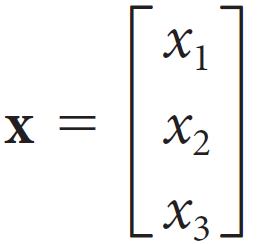 x₁
x = x₂
x₃